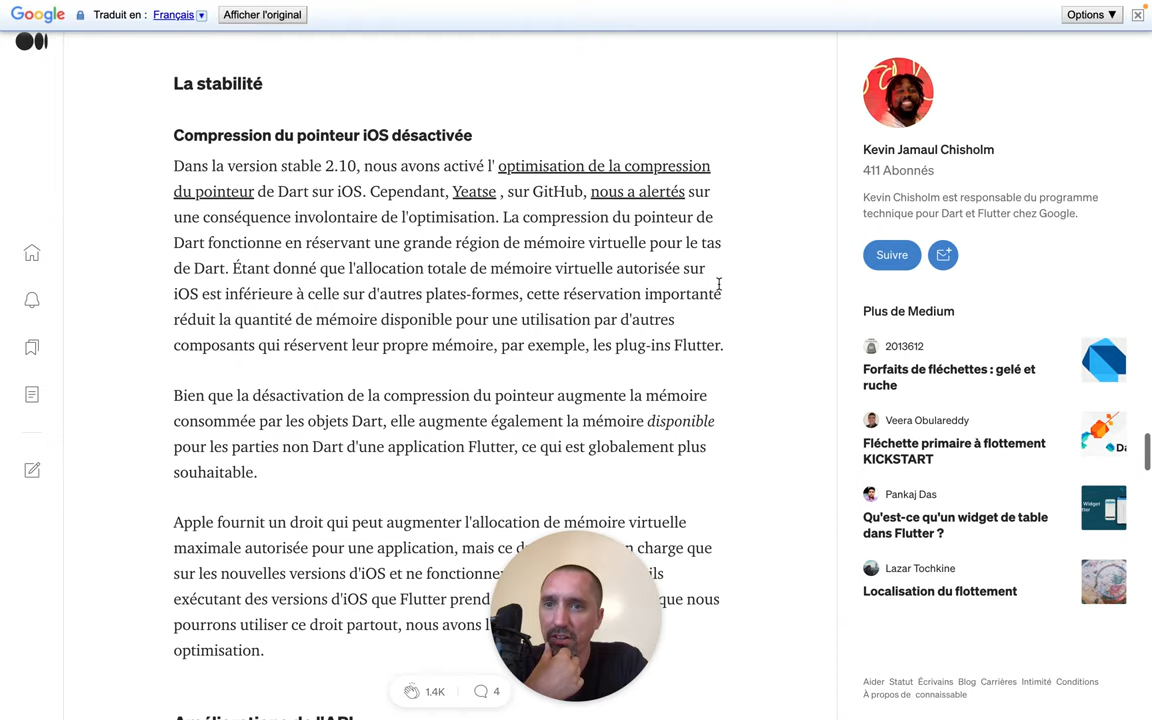 Google Traduit en : Français ▼ Afficher l'original Options ▼
La stabilité
Compression du pointeur iOS désactivée
Dans la version stable 2.10, nous avons activé l' optimisation de la compression
du pointeur de Dart sur iOS. Cependant, Yeatse , sur GitHub, nous a alertés sur
une conséquence involontaire de l'optimisation. La compression du pointeur de
Dart fonctionne en réservant une grande région de mémoire virtuelle pour le tas
de Dart. Étant donné que l'allocation totale de mémoire virtuelle autorisée sur
iOS est inférieure à celle sur d'autres plates-formes, cette réservation importante
réduit la quantité de mémoire disponible pour une utilisation par d'autres
composants qui réservent leur propre mémoire, par exemple, les plug-ins Flutter.
Bien que la désactivation de la compression du pointeur augmente la mémoire
consommée par les objets Dart, elle augmente également la mémoire disponible
pour les parties non Dart d'une application Flutter, ce qui est globalement plus
souhaitable.
Apple fournit un droit qui peut augmenter l'allocation de mémoire virtuelle
maximale autorisée pour une application, mais ce charge que
sur les nouvelles versions d'iOS et ne ils
exécutant des versions d'iOS que Flutter que nous
pourrons utiliser ce droit partout, nous avons
optimisation.
1.4K 4
Kevin Jamaul Chisholm
411 Abonnés
Kevin Chisholm est responsable du programme
technique pour Dart et Flutter chez Google.
Suivre
Plus de Medium
2013612
Forfaits de fléchettes : gelé et
ruche
Veera Obulareddy
Fléchette primaire à flottement
KICKSTART
Pankaj Das
Qu'est-ce qu'un widget de table
dans Flutter ?
Lazar Tochkine
Localisation du flottement
Aider Statut Écrivains Blog Carrières Intimité Conditions
À propos de connaissable